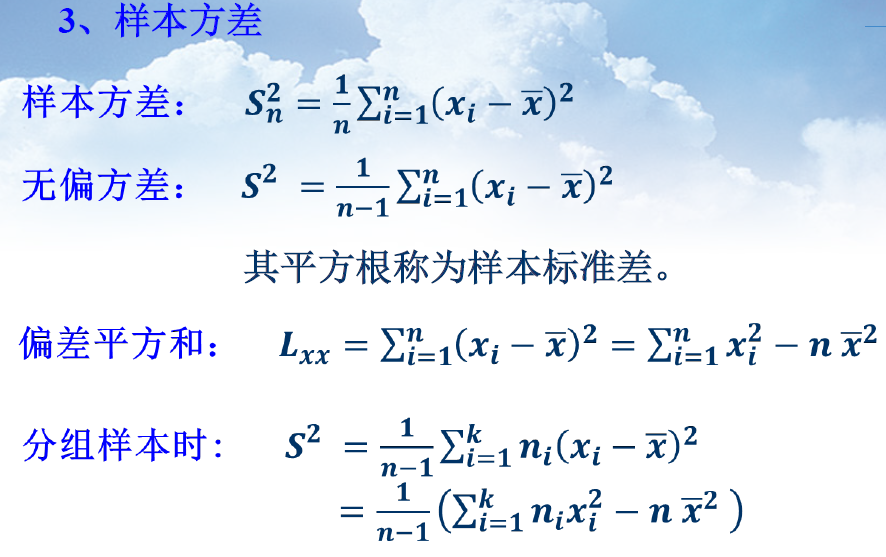 3、样本方差
样本方差： $S_n^2 = \frac{1}{n}\sum_{i=1}^{n}(x_i - \overline{x})^2$
无偏方差： $S^2 = \frac{1}{n-1}\sum_{i=1}^{n}(x_i - \overline{x})^2$
其平方根称为样本标准差。
偏差平方和： $L_{xx} = \sum_{i=1}^{n}(x_i - \overline{x})^2 = \sum_{i=1}^{n} x_i^2 - n\,\overline{x}^2$
分组样本时: $S^2 = \frac{1}{n-1}\sum_{i=1}^{k} n_i(x_i - \overline{x})^2$
$= \frac{1}{n-1}\left(\sum_{i=1}^{k} n_i x_i^2 - n\,\overline{x}^2\right)$